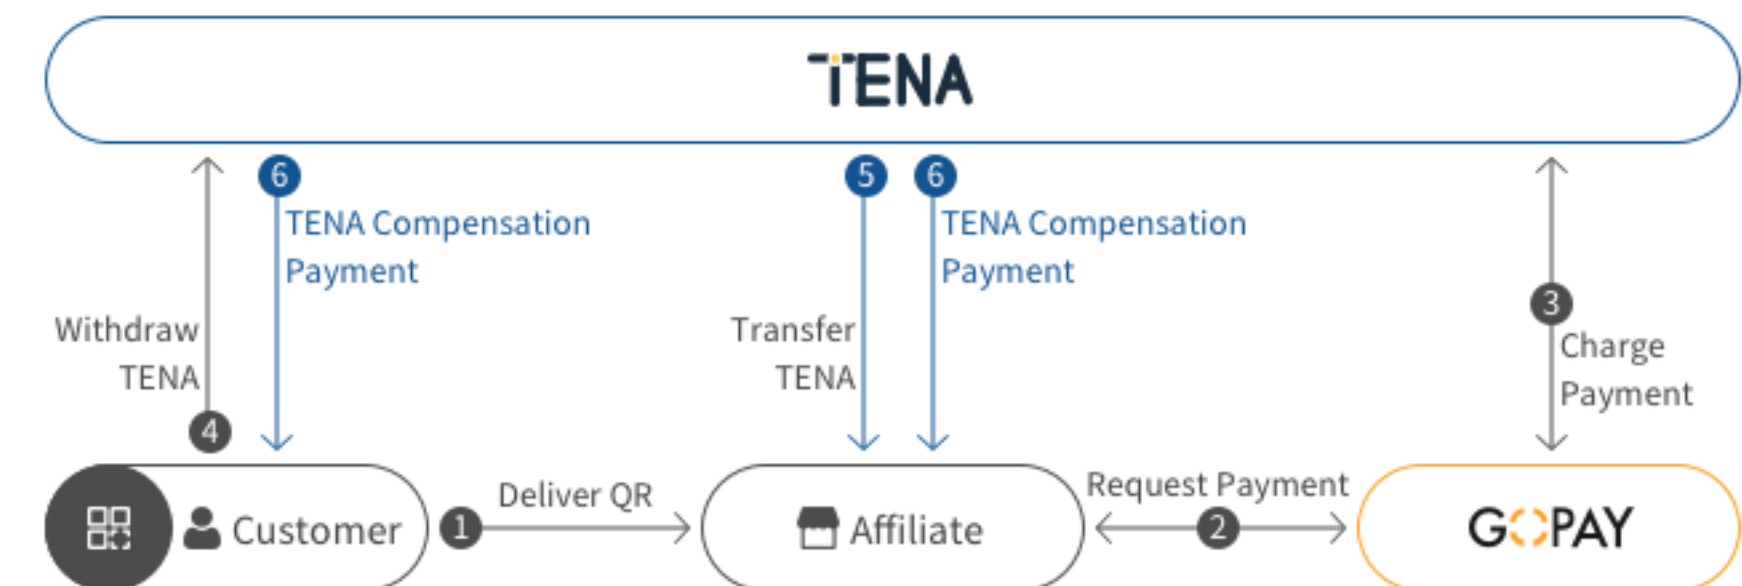 TENA
6
5
6
TENA Compensation
Payment
TENA Compensation
Payment
3
Withdraw
TENA
Transfer
TENA
Charge
Payment
4
Customer
1
Deliver QR
Affiliate
Request Payment
2
GOPAY